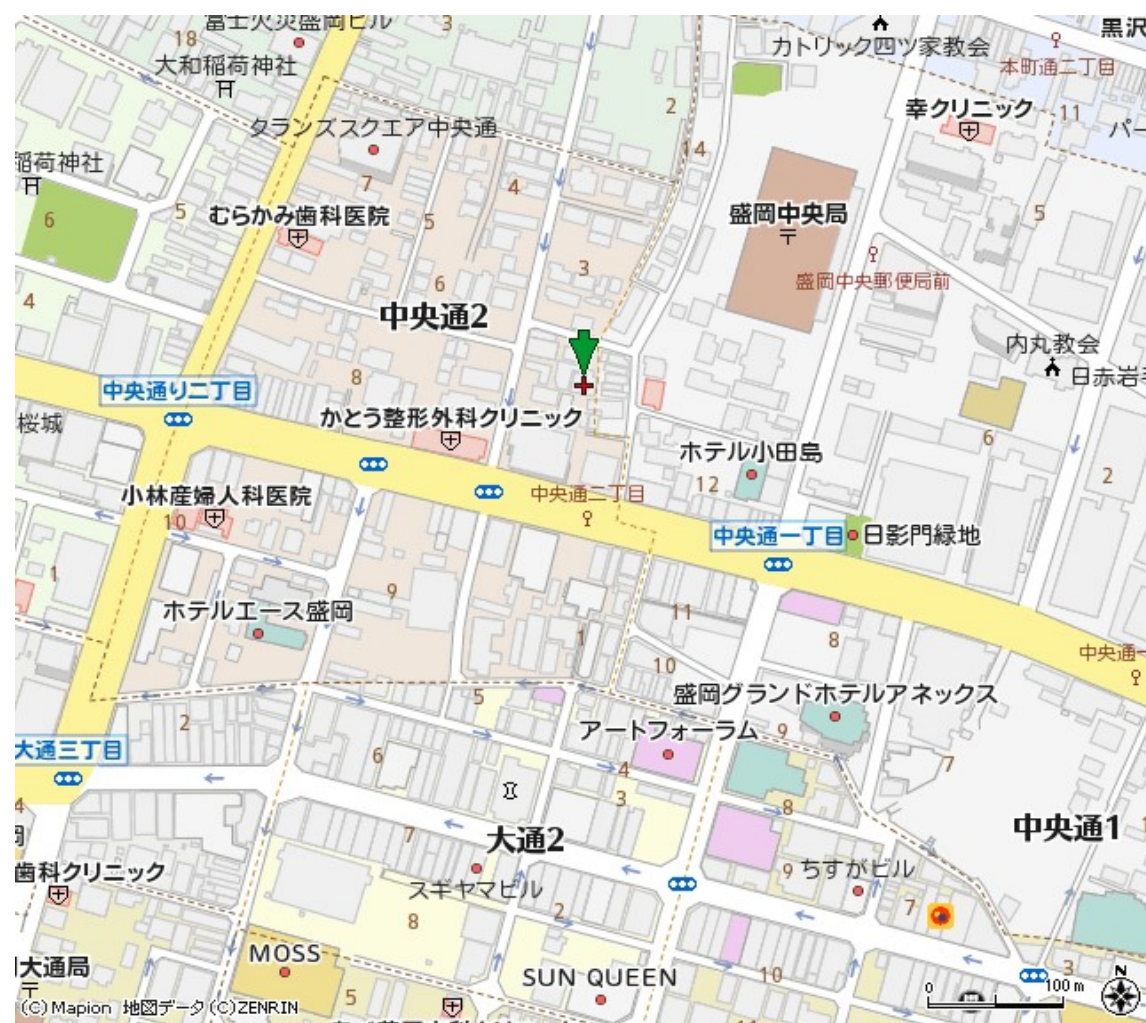 富士火災盛岡ビル
3
黒沢
18
大和稲荷神社
カトリック四ツ家教会
本町通二丁目
2
幸クリニック
11
パー
タランズスクエア中央通
14
稲荷神社
7
4
6
5
むらかみ歯科医院
5
盛岡中央局
5
3
盛岡中央郵便局前
4
6
中央通2
内丸教会
日赤岩手
8
中央通り二丁目
桜城
かとう整形外科クリニック
ホテル小田島
6
12
2
小林産婦人科医院
中央通二丁目
10
中央通一丁目
日影門緑地
1
9
ホテルエース盛岡
11
8
1
10
中央通一
盛岡グランドホテルアネックス
5
2
アートフォーラム
9
大通三丁目
6
4
7
3
8
4
中央通1
大通2
7
歯科クリニック
スギヤマビル
9
ちすがビル
2
7
8
MOSS
大通局
SUN QUEEN
10
3
5
N
0
100 m
(C) Mapion 地図データ (C)ZENRIN